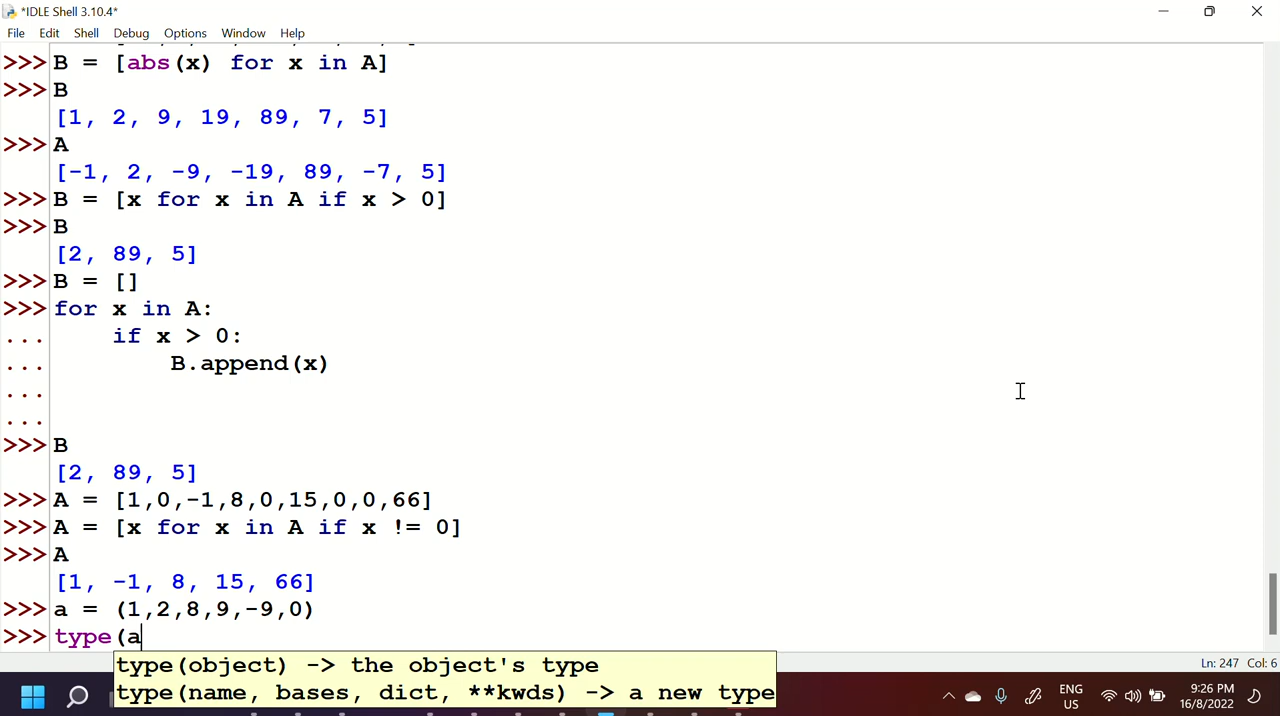 *IDLE Shell 3.10.4*
File Edit Shell Debug Options Window Help
>>> B = [abs(x) for x in A]
>>> B
[1, 2, 9, 19, 89, 7, 5]
>>> A
[-1, 2, -9, -19, 89, -7, 5]
>>> B = [x for x in A if x > 0]
>>> B
[2, 89, 5]
>>> B = []
>>> for x in A:
... if x > 0:
... B.append(x)
...
...
>>> B
[2, 89, 5]
>>> A = [1,0,-1,8,0,15,0,0,66]
>>> A = [x for x in A if x != 0]
>>> A
[1, -1, 8, 15, 66]
>>> a = (1,2,8,9,-9,0)
>>> type(a
type(object) -> the object's type
type(name, bases, dict, **kwds) -> a new type
Ln: 247 Col: 6
ENG
US
9:26 PM
16/8/2022